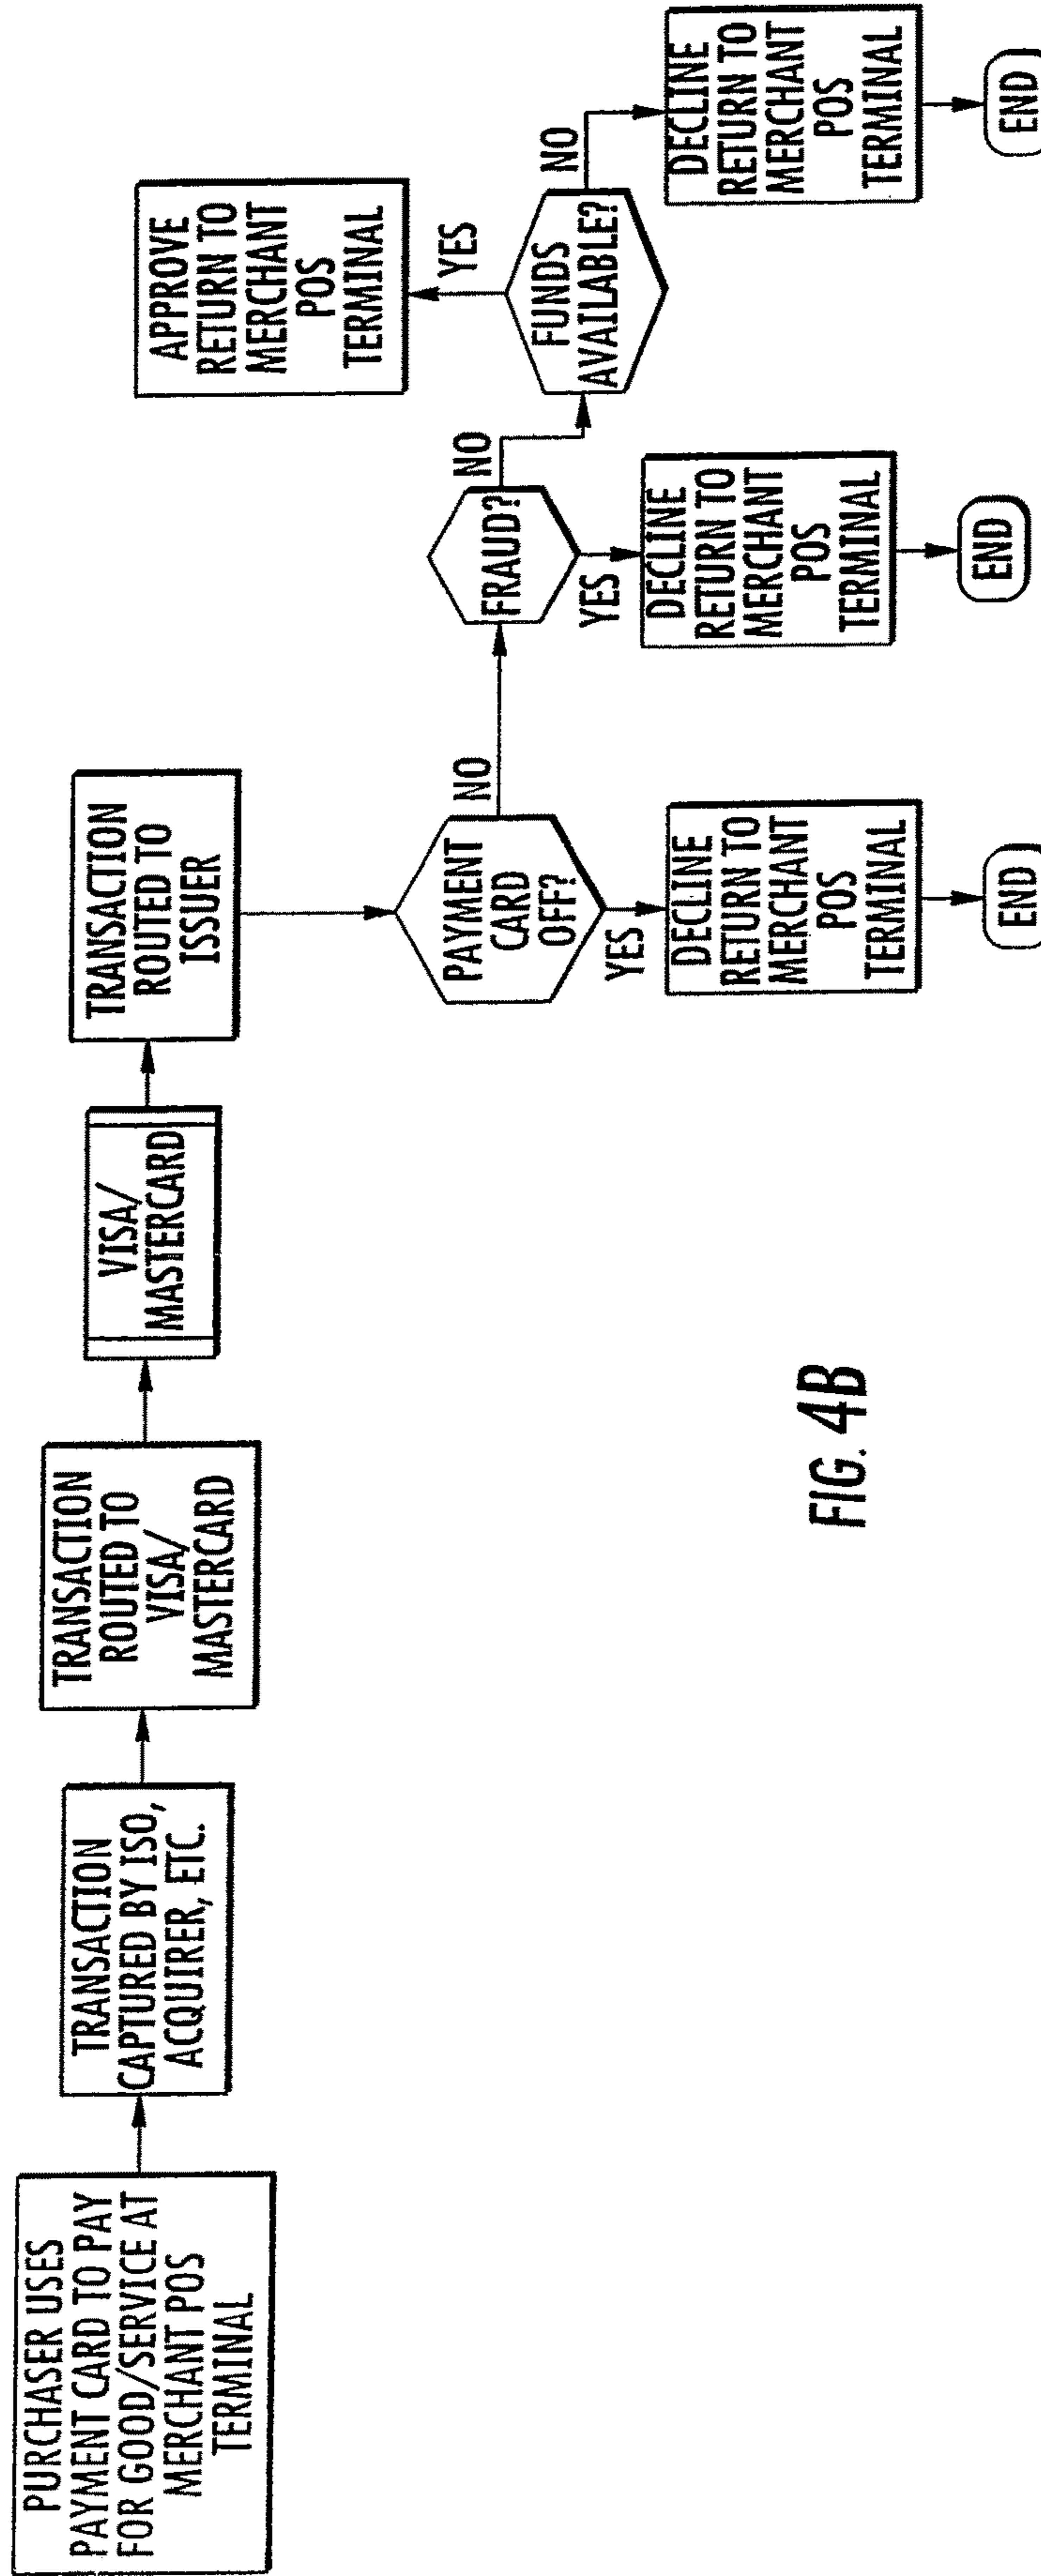 PURCHASER USES
PAYMENT CARD TO PAY
FOR GOOD/SERVICE AT
MERCHANT POS
TERMINAL
TRANSACTION
CAPTURED BY ISO,
ACQUIRER, ETC.
TRANSACTION
ROUTED TO
VISA/
MASTERCARD
VISA/
MASTERCARD
TRANSACTION
ROUTED TO
ISSUER
PAYMENT
CARD
OFF?
NO
YES
DECLINE
RETURN TO
MERCHANT
POS
TERMINAL
END
FRAUD?
NO
YES
DECLINE
RETURN TO
MERCHANT
POS
TERMINAL
END
FUNDS
AVAILABLE?
YES
APPROVE
RETURN TO
MERCHANT
POS
TERMINAL
NO
DECLINE
RETURN TO
MERCHANT
POS
TERMINAL
END
FIG. 4B